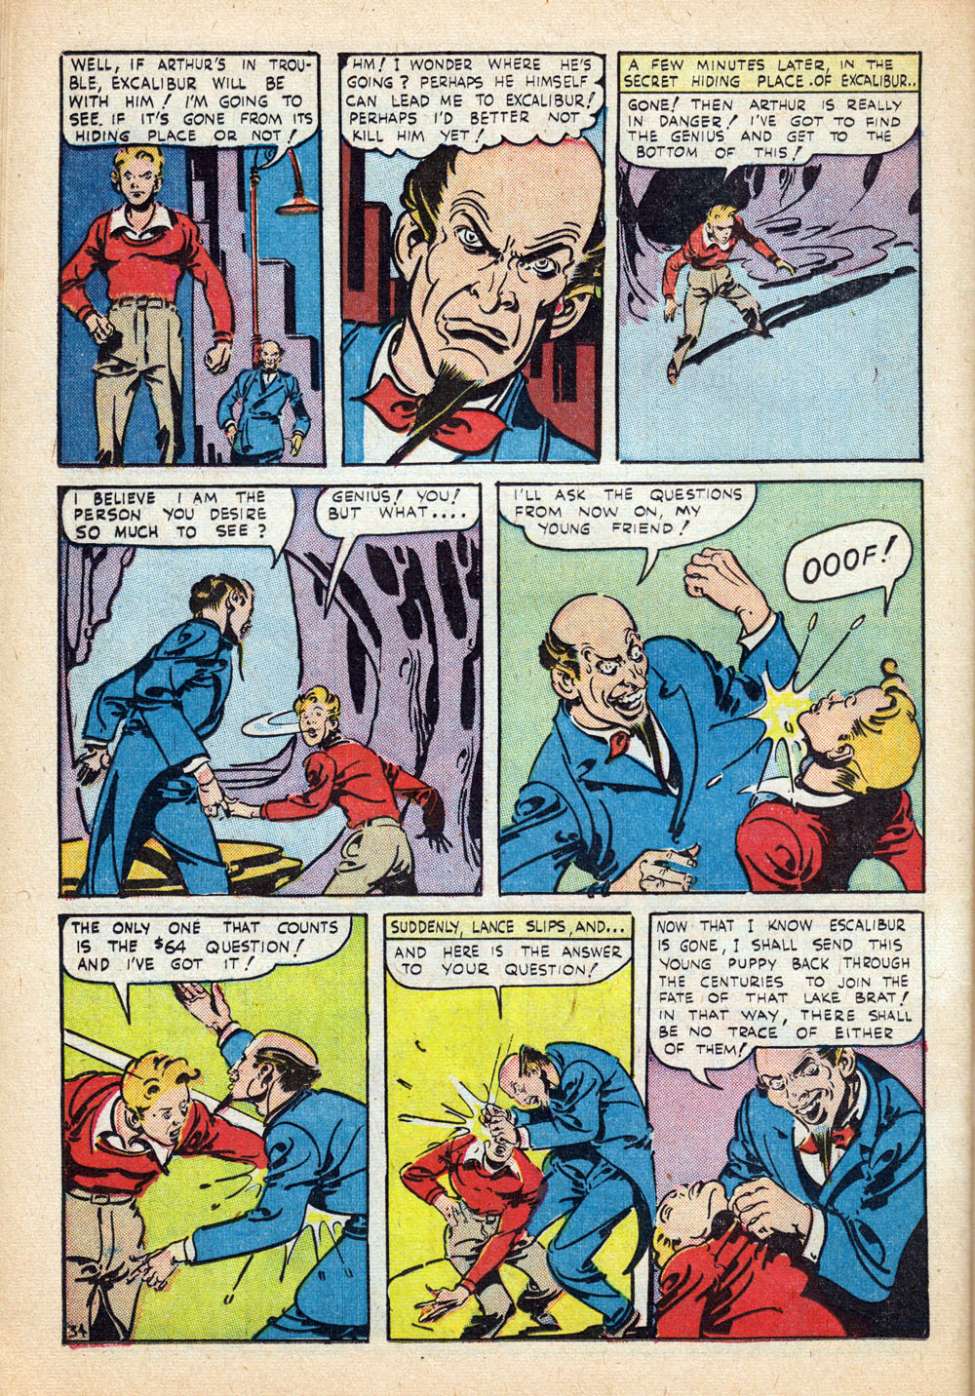 WELL, IF ARTHUR'S IN TROU-
BLE, EXCALIBUR WILL BE
WITH HIM! I'M GOING TO
SEE. IF IT'S GONE FROM ITS
HIDING PLACE OR NOT!
HM! I WONDER WHERE HE'S
GOING? PERHAPS HE HIMSELF
CAN LEAD ME TO EXCALIBUR!
PERHAPS I'D BETTER NOT
KILL HIM YET!
A FEW MINUTES LATER, IN THE
SECRET HIDING PLACE.OF EXCALIBUR..
GONE! THEN ARTHUR IS REALLY
IN DANGER! I'VE GOT TO FIND
THE GENIUS AND GET TO THE
BOTTOM OF THIS!
I BELIEVE I AM THE
PERSON YOU DESIRE
SO MUCH TO SEE?
GENIUS! YOU!
BUT WHAT....
I'LL ASK THE QUESTIONS
FROM NOW ON, MY
YOUNG FRIEND!
OOOF!
THE ONLY ONE THAT COUNTS
IS THE $64 QUESTION!
AND I'VE GOT IT!
SUDDENLY, LANCE SLIPS, AND...
AND HERE IS THE ANSWER
TO YOUR QUESTION!
NOW THAT I KNOW ESCALIBUR
IS GONE, I SHALL SEND THIS
YOUNG PUPPY BACK THROUGH
THE CENTURIES TO JOIN THE
FATE OF THAT LAKE BRAT!
IN THAT WAY, THERE SHALL
BE NO TRACE OF EITHER
OF THEM!
34